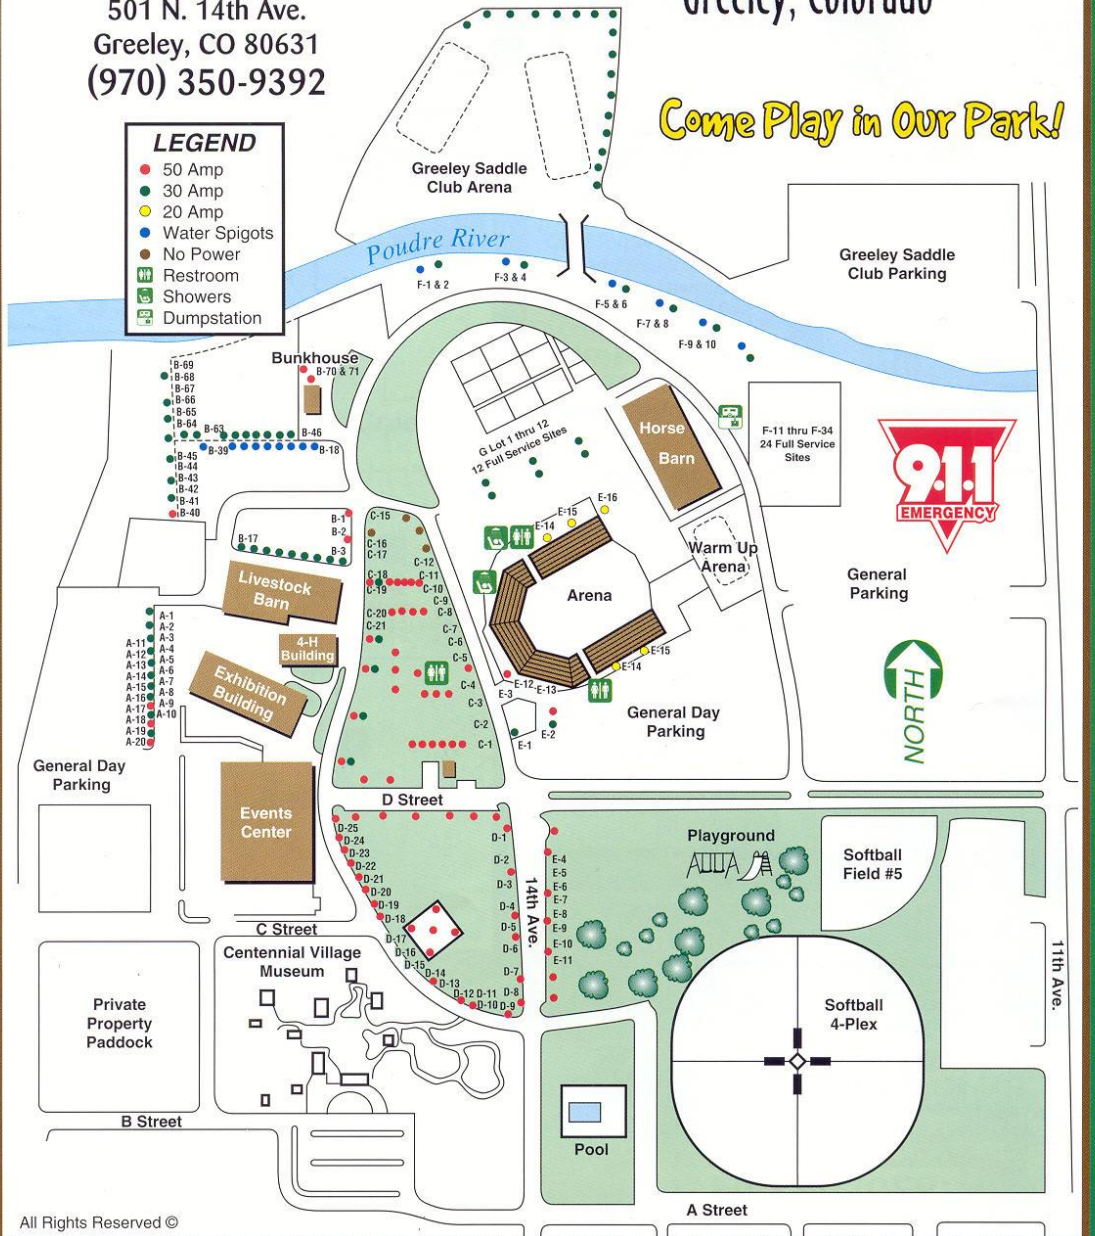 501 N. 14th Ave.
Greeley, CO 80631
(970) 350-9392
Greeley, Colorado
Come Play in Our Park!
LEGEND
50 Amp
30 Amp
20 Amp
Water Spigots
No Power
Restroom
Showers
Dumpstation
Greeley Saddle
Club Arena
Poudre River
F-1 & 2
F-3 & 4
F-5 & 6
F-7 & 8
F-9 & 10
Greeley Saddle
Club Parking
Bunkhouse
B-70 & 71
B-69
B-68
B-67
B-66
B-65
B-64
B-63
B-46
B-39
B-18
B-45
B-44
B-43
B-42
B-41
B-40
G Lot 1 thru 12
12 Full Service Sites
Horse
Barn
F-11 thru F-34
24 Full Service
Sites
911
EMERGENCY
B-1
B-2
B-3
B-17
C-15
C-16
C-17
C-12
C-18
C-11
C-19
C-10
C-9
C-20
C-8
C-21
C-7
C-6
C-5
C-4
C-3
C-2
C-1
E-16
E-15
E-14
Warm Up
Arena
Arena
General
Parking
Livestock
Barn
4-H
Building
Exhibition
Building
A-1
A-2
A-3
A-4
A-5
A-6
A-7
A-8
A-9
A-10
A-11
A-12
A-13
A-14
A-15
A-16
A-17
A-18
A-19
A-20
E-15
E-14
E-12
E-13
E-3
E-2
E-1
General Day
Parking
NORTH
General Day
Parking
Events
Center
D Street
D-25
D-24
D-23
D-22
D-21
D-20
D-19
D-18
D-17
D-16
D-15
D-14
D-13
D-12
D-11
D-10
D-9
D-1
D-2
D-3
D-4
D-5
D-6
D-7
D-8
14th Ave.
E-4
E-5
E-6
E-7
E-8
E-9
E-10
E-11
Playground
Softball
Field #5
C Street
Centennial Village
Museum
11th Ave.
Private
Property
Paddock
Softball
4-Plex
B Street
Pool
A Street
All Rights Reserved ©